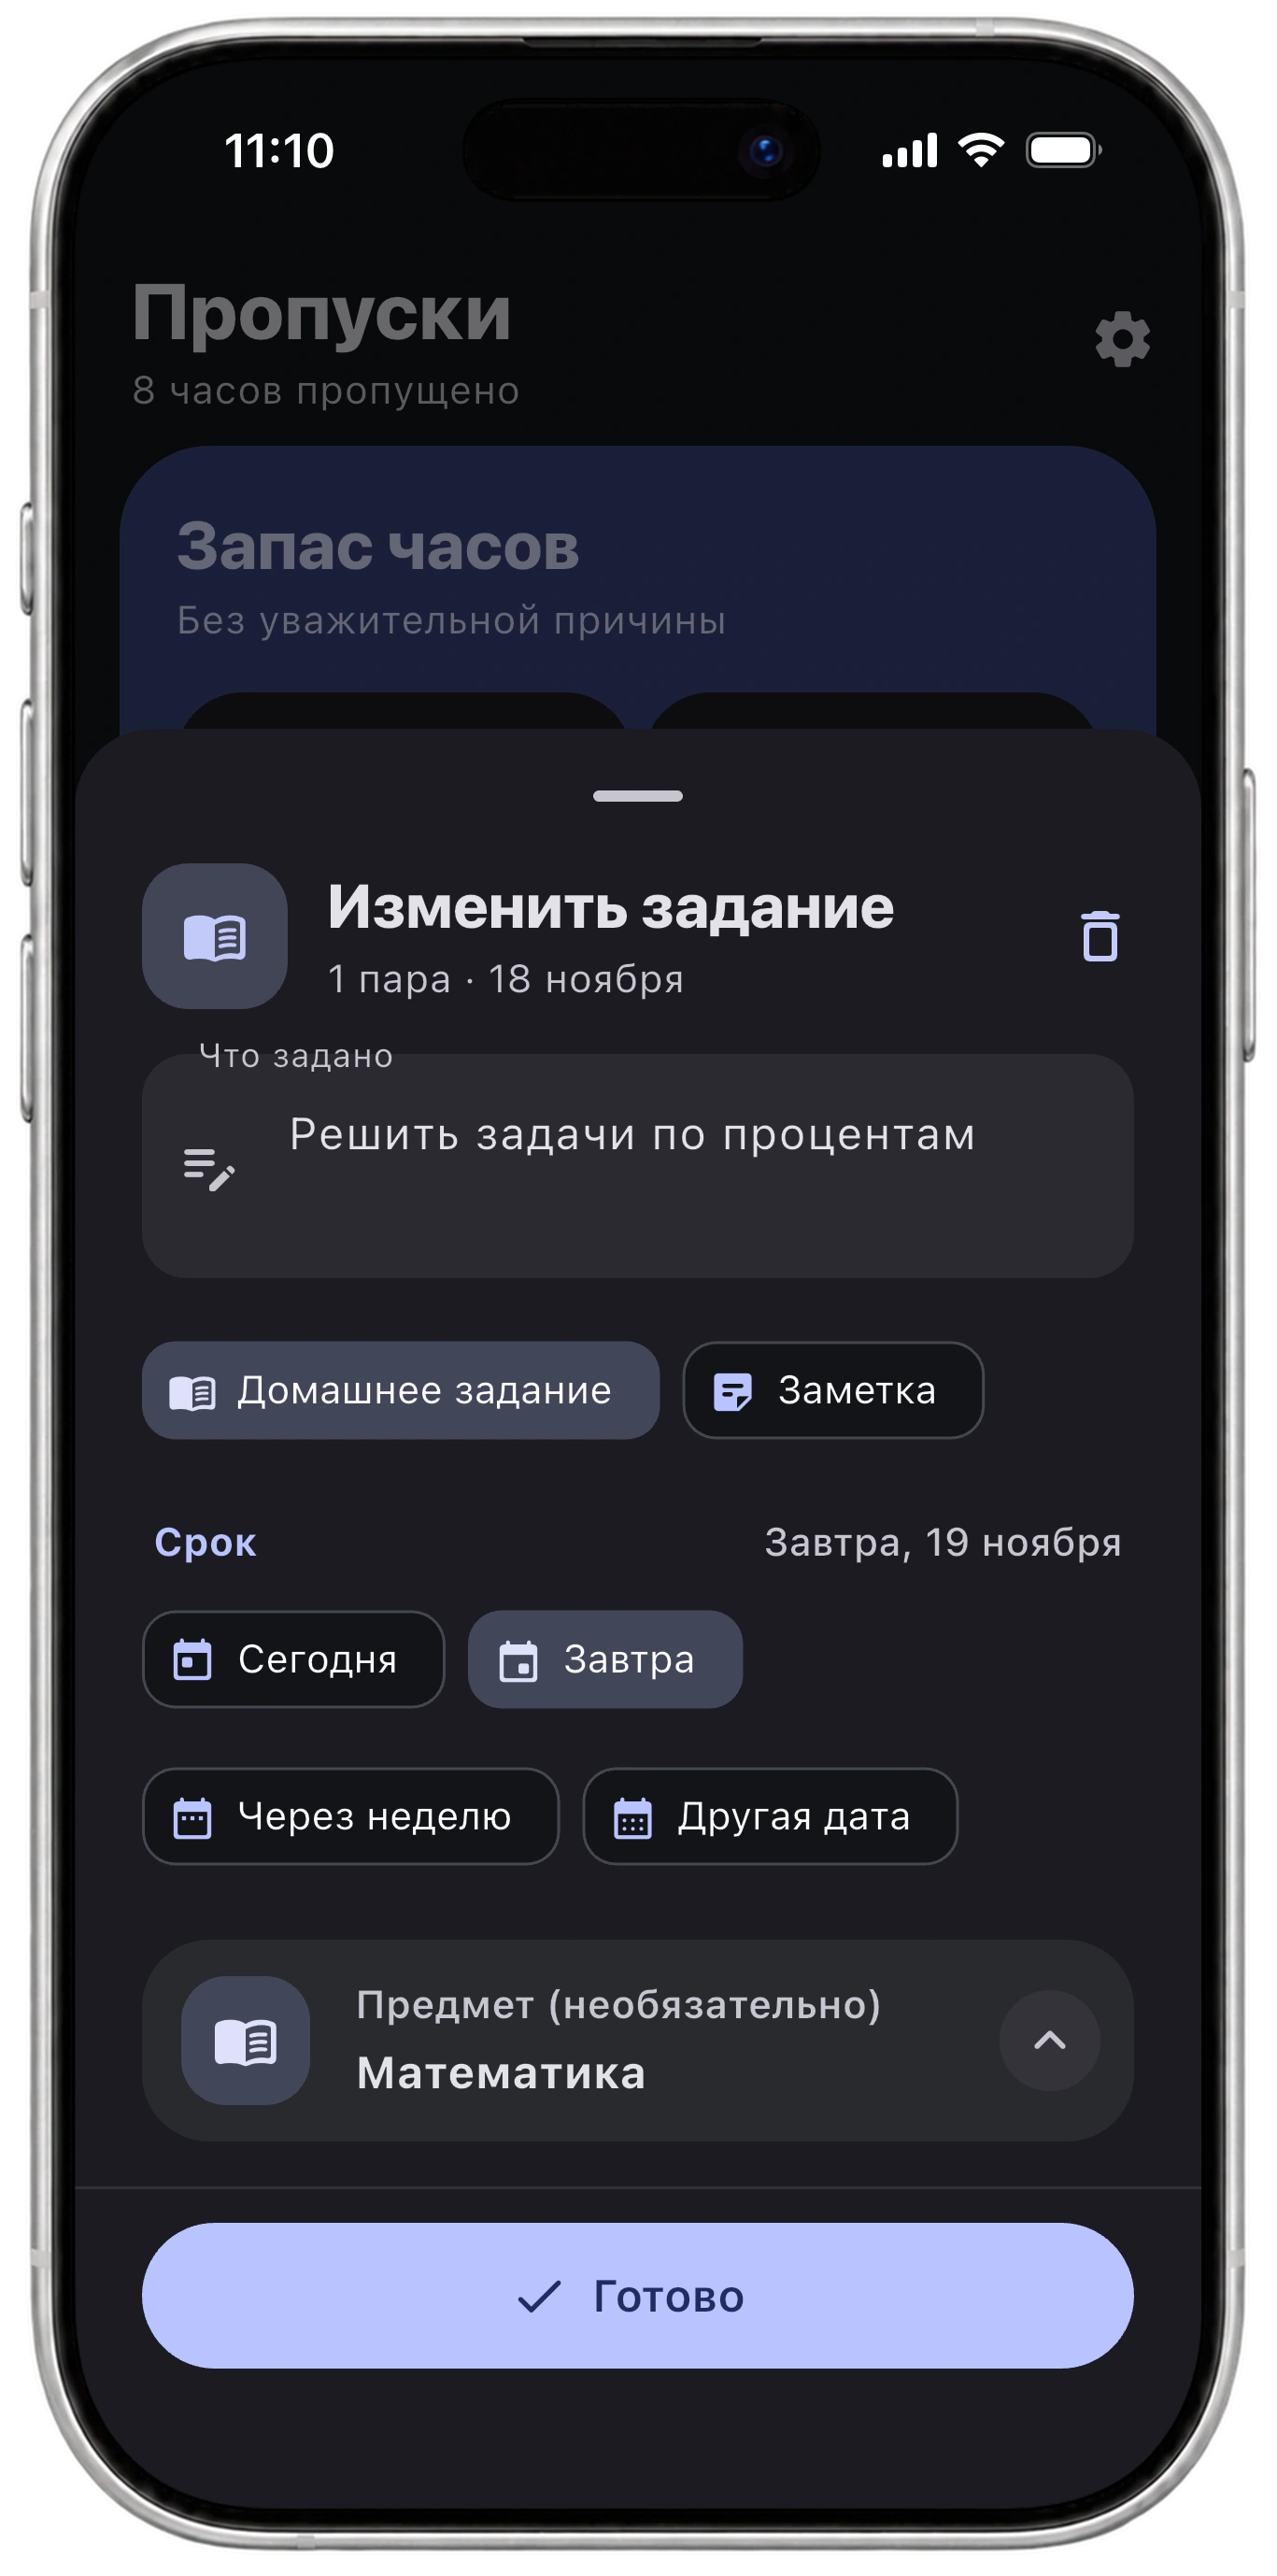 11:10
Пропуски
8 часов пропущено
Запас часов
Без уважительной причины
Изменить задание
1 пара · 18 ноября
Что задано
Решить задачи по процентам
Домашнее задание
Заметка
Срок
Завтра, 19 ноября
Сегодня
Завтра
Через неделю
Другая дата
Предмет (необязательно)
Математика
Готово